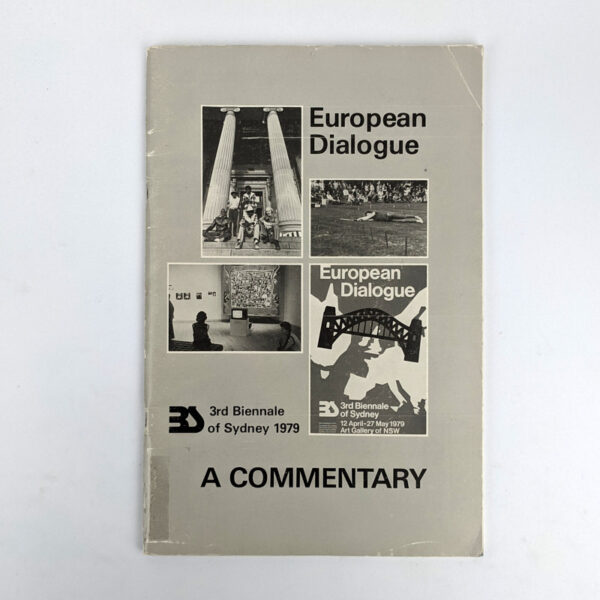 European
Dialogue
European
Dialogue
3rd Biennale
of Sydney
12 April-27 May 1979
Art Gallery of NSW
BS
3rd Biennale
of Sydney 1979
A COMMENTARY